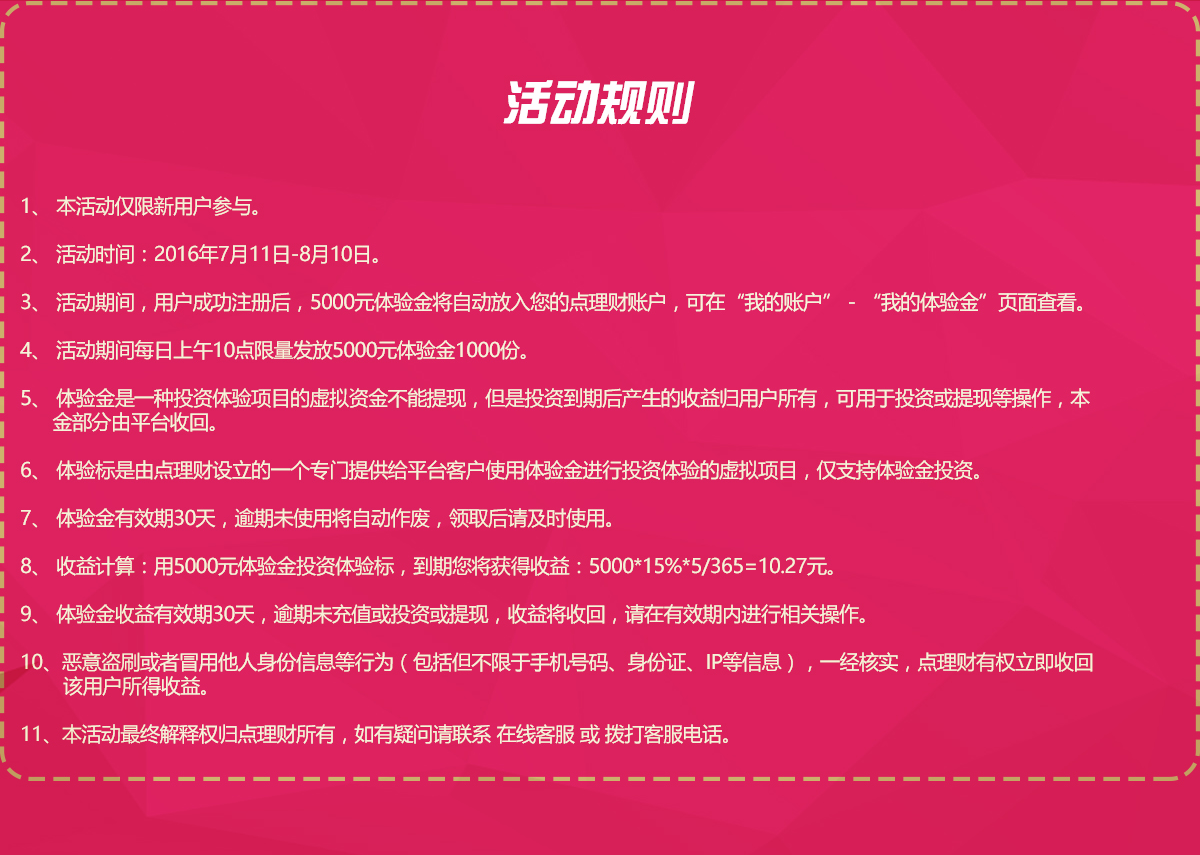 活动规则
1、 本活动仅限新用户参与。
2、 活动时间：2016年7月11日-8月10日。
3、 活动期间，用户成功注册后，5000元体验金将自动放入您的点理财账户，可在“我的账户” - “我的体验金”页面查看。
4、 活动期间每日上午10点限量发放5000元体验金1000份。
5、 体验金是一种投资体验项目的虚拟资金不能提现，但是投资到期后产生的收益归用户所有，可用于投资或提现等操作，本
金部分由平台收回。
6、 体验标是由点理财设立的一个专门提供给平台客户使用体验金进行投资体验的虚拟项目，仅支持体验金投资。
7、 体验金有效期30天，逾期未使用将自动作废，领取后请及时使用。
8、 收益计算：用5000元体验金投资体验标，到期您将获得收益：5000*15%*5/365=10.27元。
9、 体验金收益有效期30天，逾期未充值或投资或提现，收益将收回，请在有效期内进行相关操作。
10、恶意盗刷或者冒用他人身份信息等行为（包括但不限于手机号码、身份证、IP等信息），一经核实，点理财有权立即收回
该用户所得收益。
11、本活动最终解释权归点理财所有，如有疑问请联系 在线客服 或 拨打客服电话。